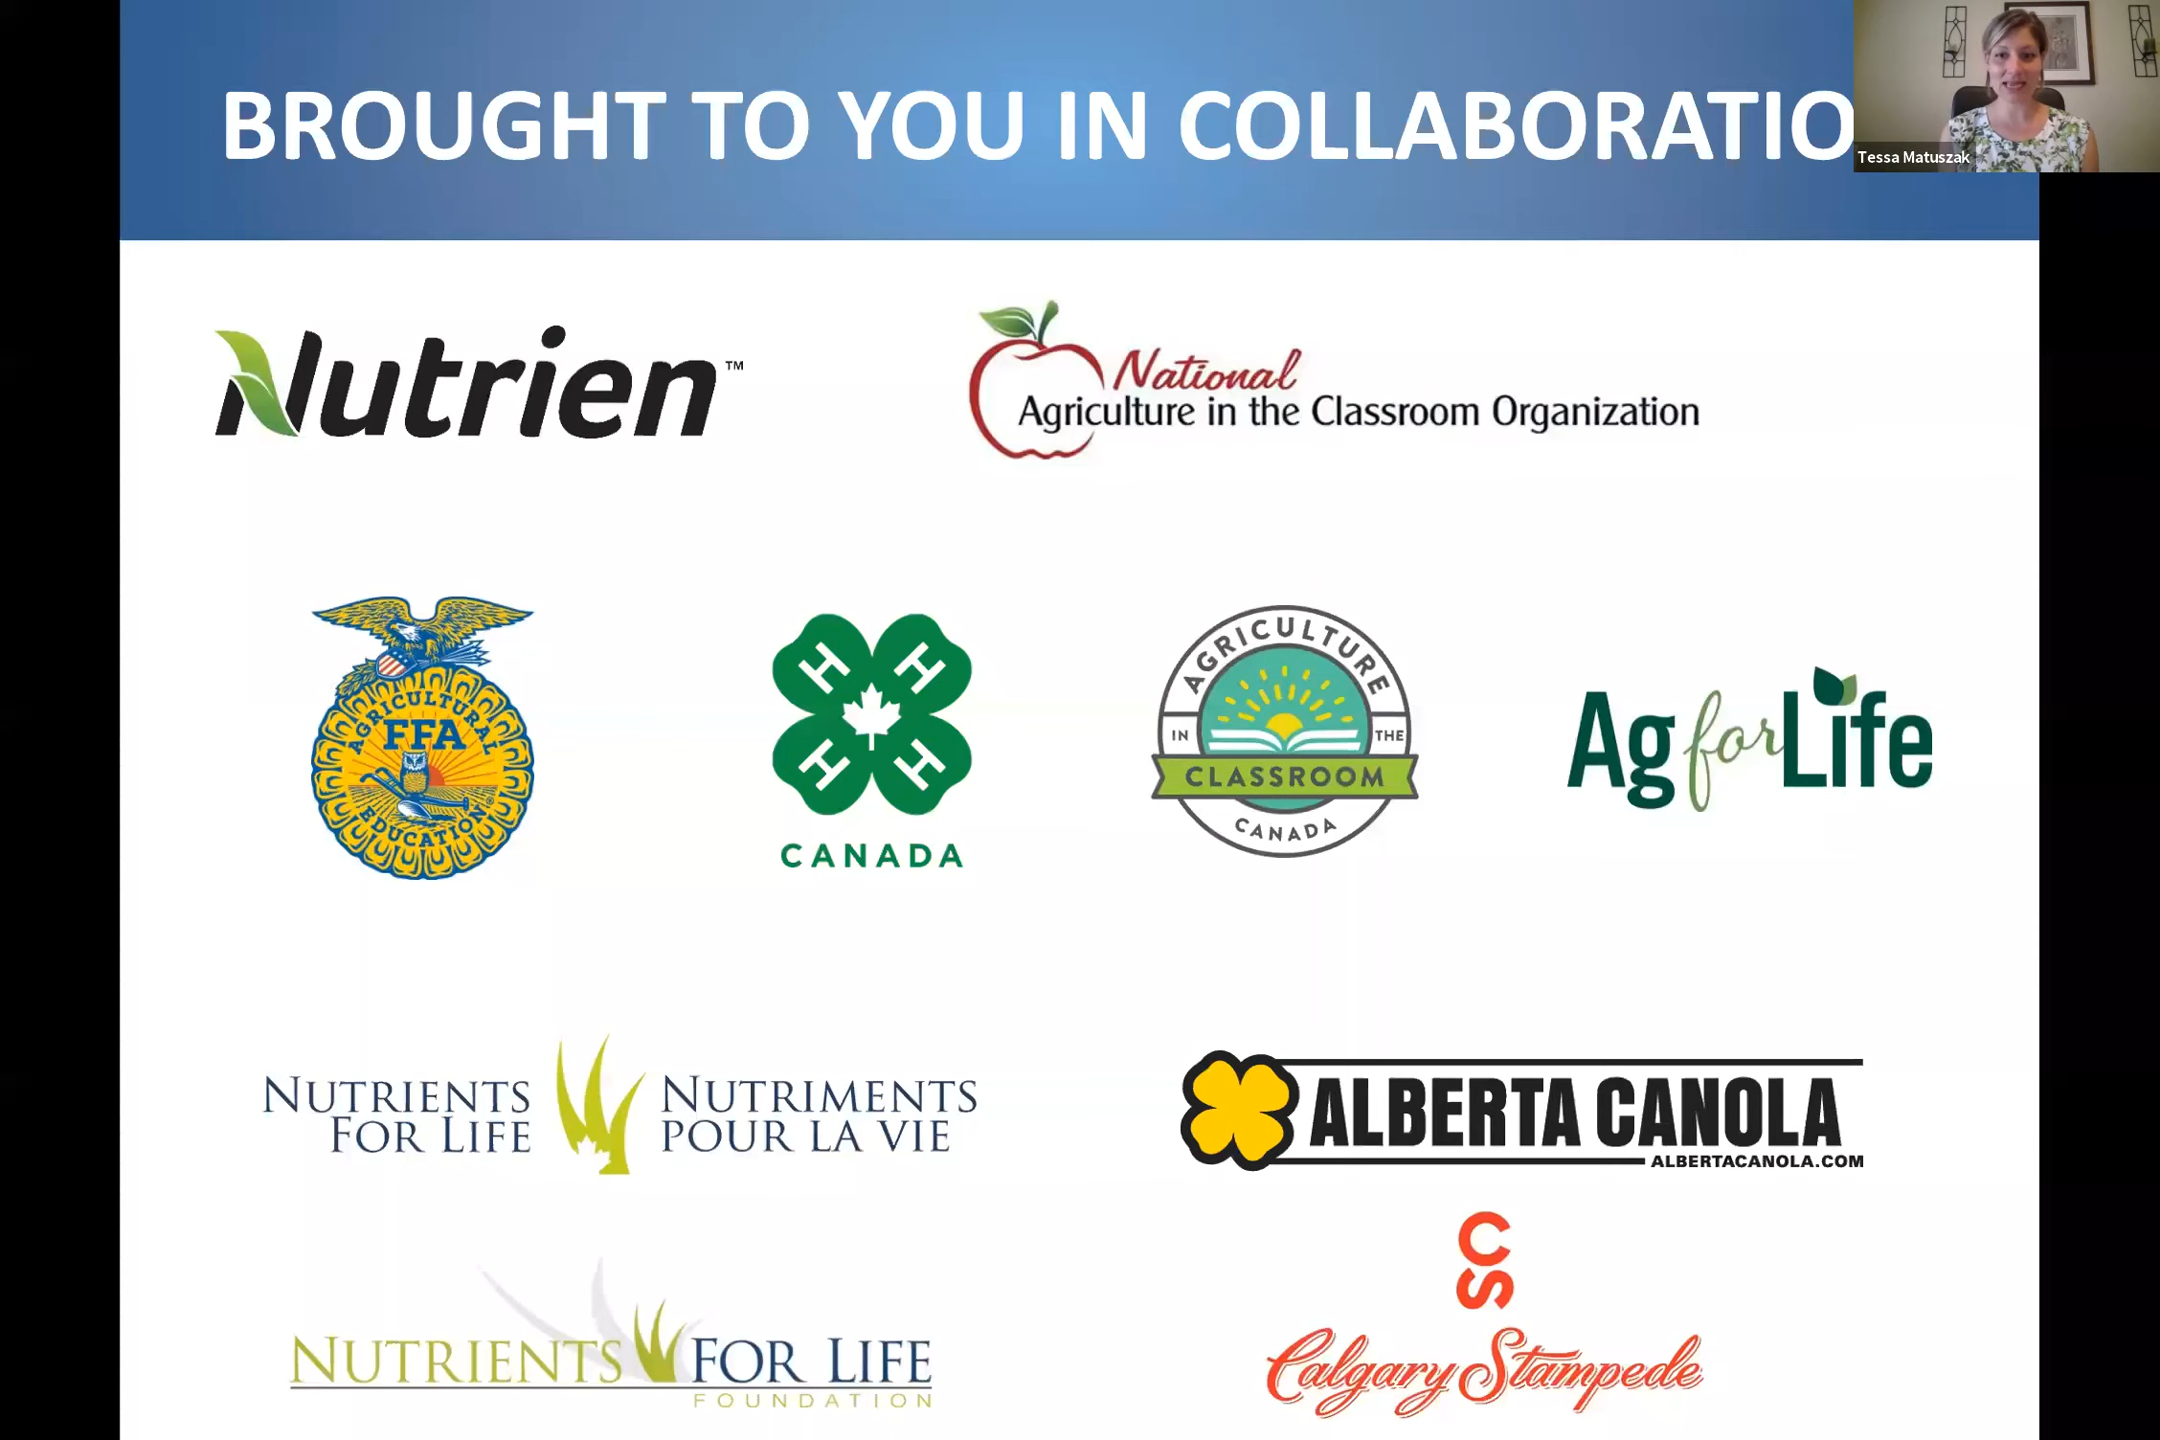 BROUGHT TO YOU IN COLLABORATIO
Tessa Matuszak
Nutrien™
National
Agriculture in the Classroom Organization
AGRICULTURAL
FFA
EDUCATION®
H H
H H
CANADA
AGRICULTURE
IN THE
CLASSROOM
CANADA
Ag for Life
NUTRIENTS
FOR LIFE
NUTRIMENTS
POUR LA VIE
ALBERTA CANOLA
ALBERTACANOLA.COM
NUTRIENTS FOR LIFE
FOUNDATION
SC
Calgary Stampede